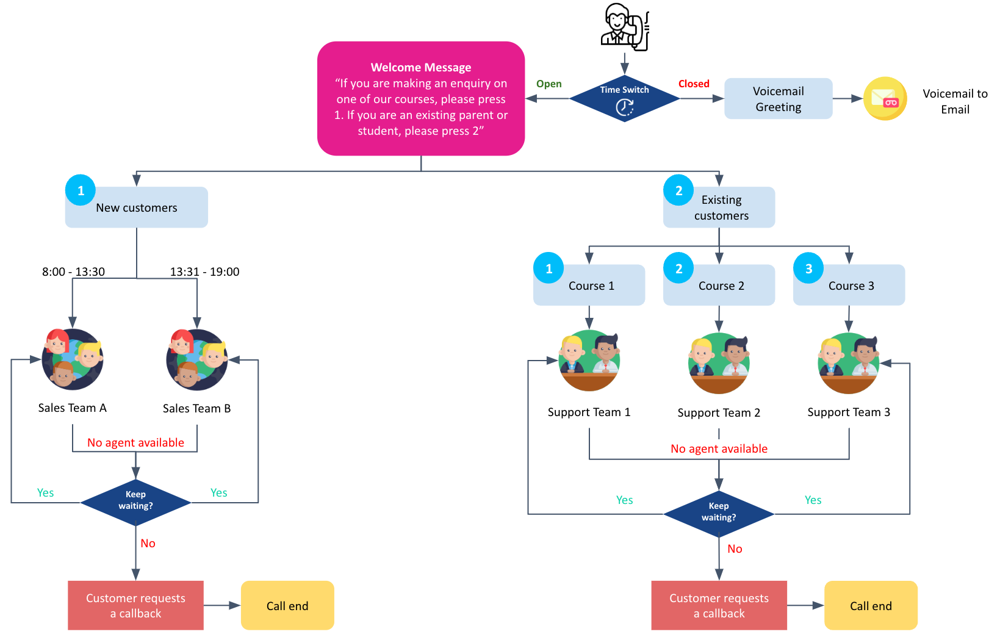 Welcome Message
“If you are making an enquiry on
one of our courses, please press
1. If you are an existing parent or
student, please press 2”
Open
Time Switch
Closed
Voicemail
Greeting
Voicemail to
Email
1
New customers
2
Existing
customers
8:00 - 13:30
13:31 - 19:00
1
Course 1
2
Course 2
3
Course 3
Sales Team A
Sales Team B
Support Team 1
Support Team 2
Support Team 3
No agent available
No agent available
Yes
Keep
waiting?
Yes
Yes
Keep
waiting?
Yes
No
No
Customer requests
a callback
Call end
Customer requests
a callback
Call end